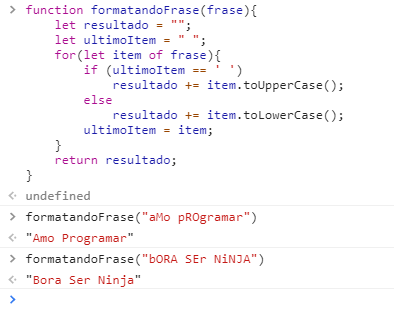 > function formatandoFrase(frase){
    let resultado = "";
    let ultimoItem = " ";
    for(let item of frase){
        if (ultimoItem == ' ')
            resultado += item.toUpperCase();
        else
            resultado += item.toLowerCase();
        ultimoItem = item;
    }
    return resultado;
}
undefined
> formatandoFrase("aMo pROgramar")
"Amo Programar"
> formatandoFrase("bORA SEr NiNJA")
"Bora Ser Ninja"
>